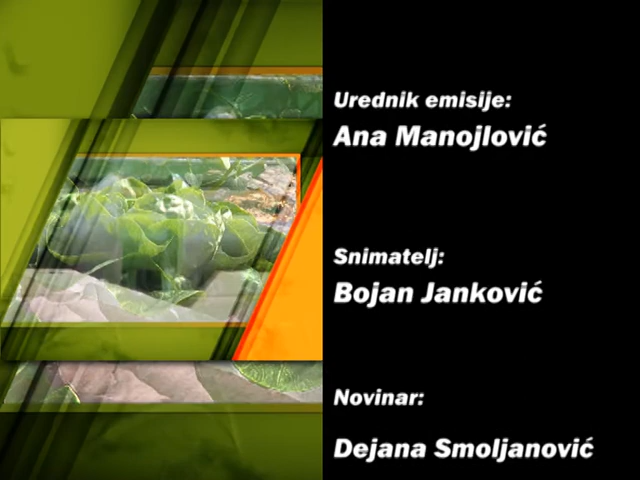 Urednik emisije:
Ana Manojlović
Snimatelj:
Bojan Janković
Novinar:
Dejana Smoljanović